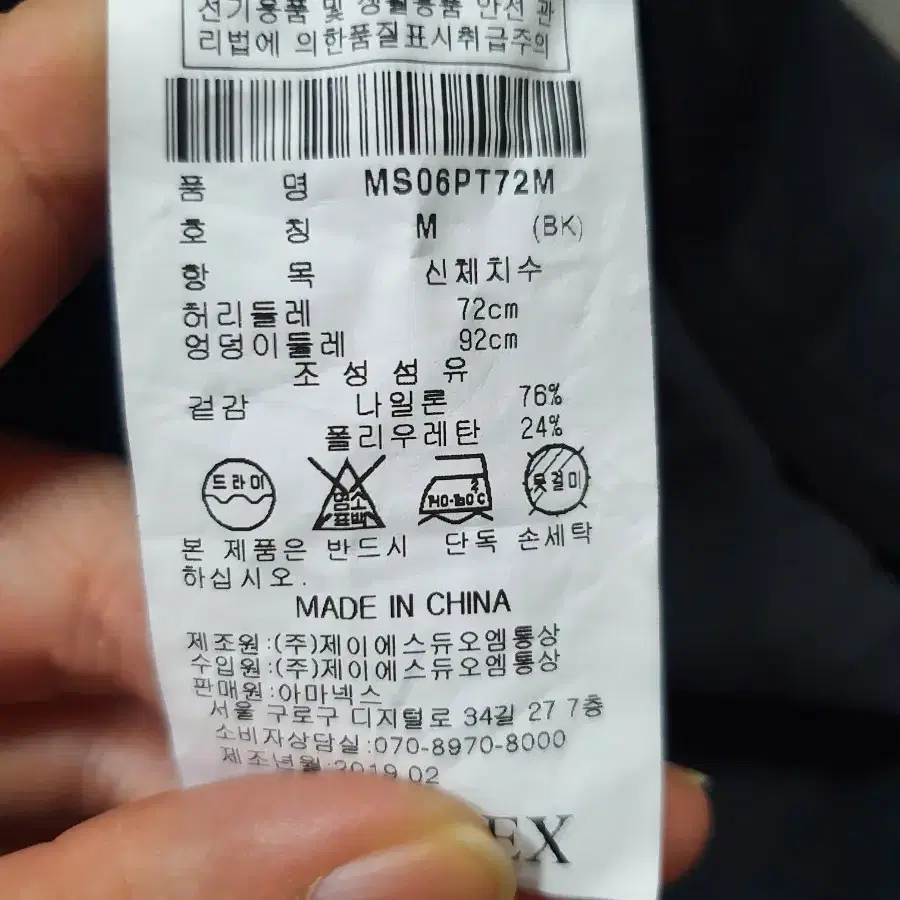 전기용품 및 생활용품 안전 관
리법에 의한품질표시취급주의
품 명 MS06PT72M
호 칭 M (BK)
항 목 신체치수
허리둘레 72cm
엉덩이둘레 92cm
조 성 섬 유
겉감 나일론 76%
폴리우레탄 24%
드라이
염소
표백
2
140-160°C
본 제품은 반드시 단독 손세탁
하십시오.
MADE IN CHINA
제조원:(주)제이에스듀오엠통상
수입원:(주)제이에스듀오엠통상
판매원:아마넥스
서울 구로구 디지털로 34길 27 7층
소비자상담실:070-8970-8000
제조년월:2019.02
EX